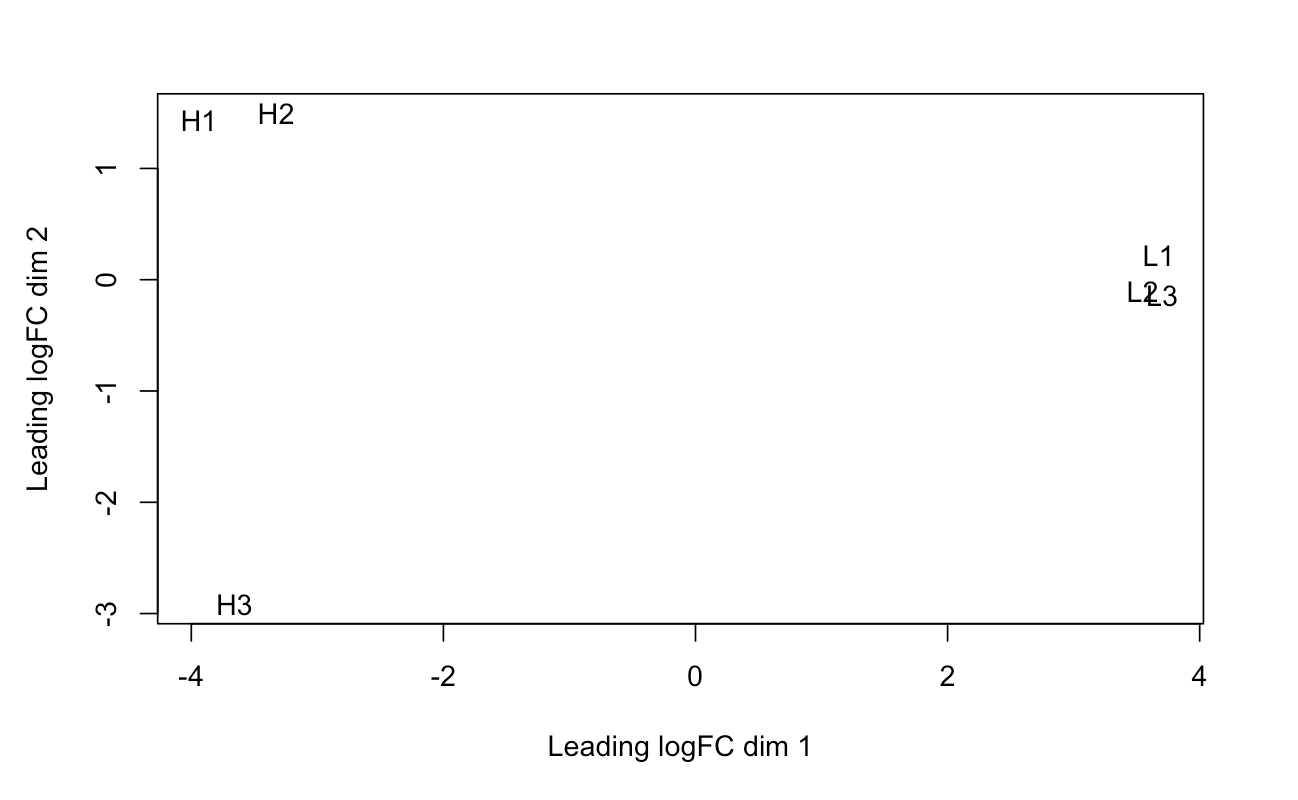 H1
H2
L1
L2
L3
H3
1
0
-1
-2
-3
Leading logFC dim 2
-4
-2
0
2
4
Leading logFC dim 1